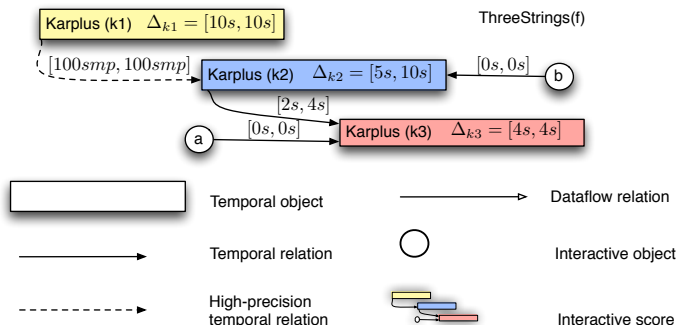 Karplus (k1) Δk1 = [10s, 10s]
ThreeStrings(f)
[100smp, 100smp]
Karplus (k2) Δk2 = [5s, 10s]
[0s, 0s]
b
[2s, 4s]
a
[0s, 0s]
Karplus (k3) Δk3 = [4s, 4s]
Temporal object
Dataflow relation
Temporal relation
Interactive object
High-precision
temporal relation
Interactive score